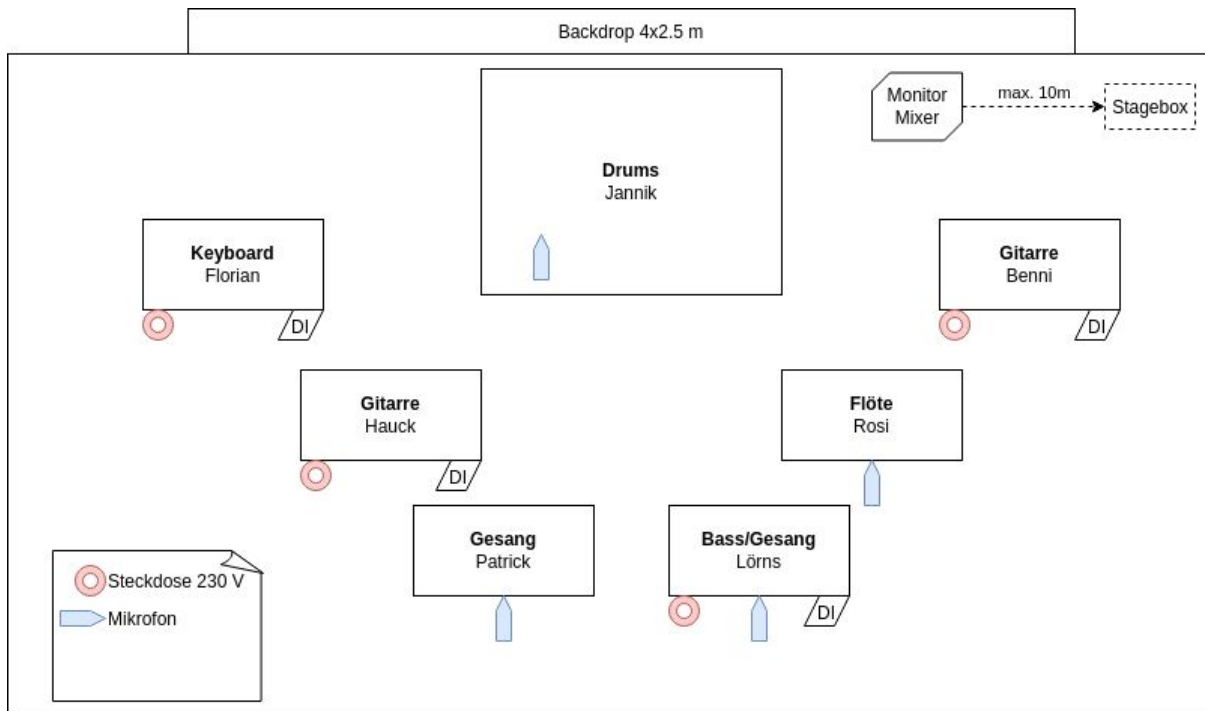 Backdrop 4x2.5 m
Monitor
Mixer
max. 10m
Stagebox
Drums
Jannik
Keyboard
Florian
DI
Gitarre
Benni
DI
Gitarre
Hauck
DI
Flöte
Rosi
Gesang
Patrick
Bass/Gesang
Lörns
DI
Steckdose 230 V
Mikrofon